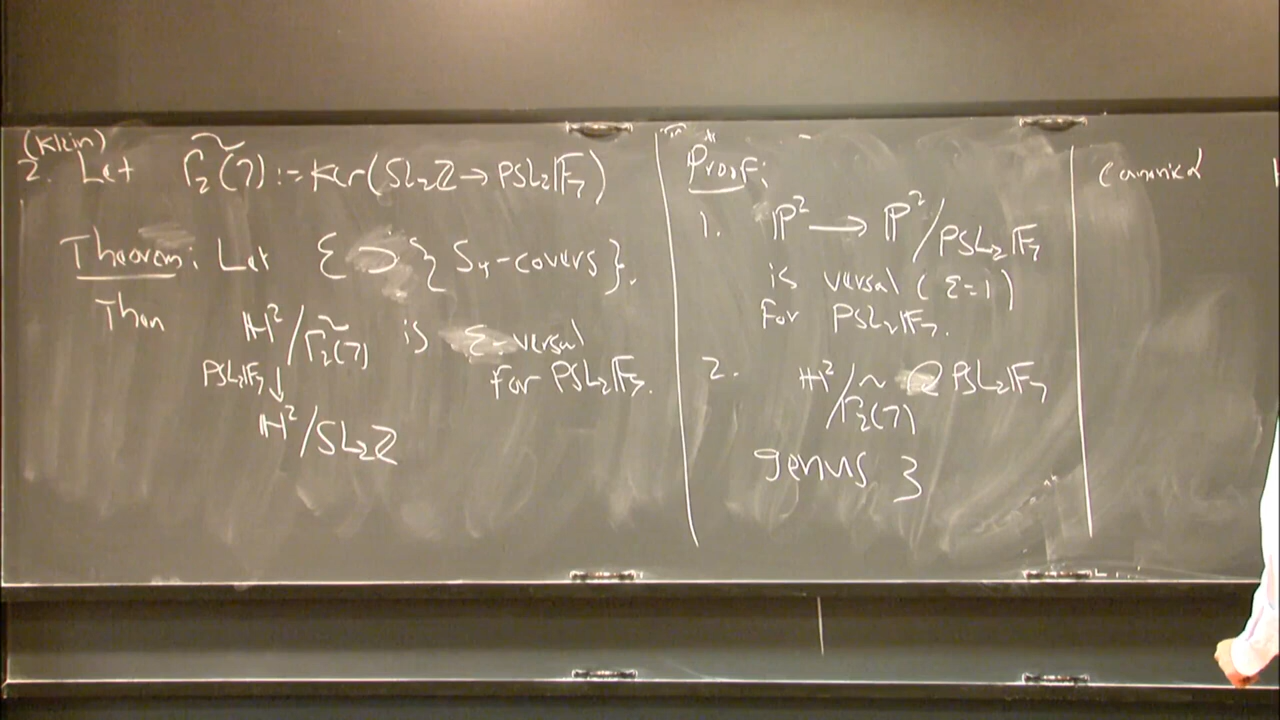 (Klein)
2. Let Γ̃₂(7) := Ker(SL₂ℤ → PSL₂𝔽₇)
Theorem: Let ℰ ⊃ { S₄-covers }.
Then ℍ²/Γ̃₂(7) is ℰ-versal
for PSL₂𝔽₇.
PSL₂𝔽₇ ↓
ℍ²/SL₂ℤ
Proof:
1. ℙ² → ℙ²/PSL₂𝔽₇
is versal (ℰ=1)
for PSL₂𝔽₇.
2. ℍ²/Γ̃₂(7) ↻ PSL₂𝔽₇
genus 3
Canonical